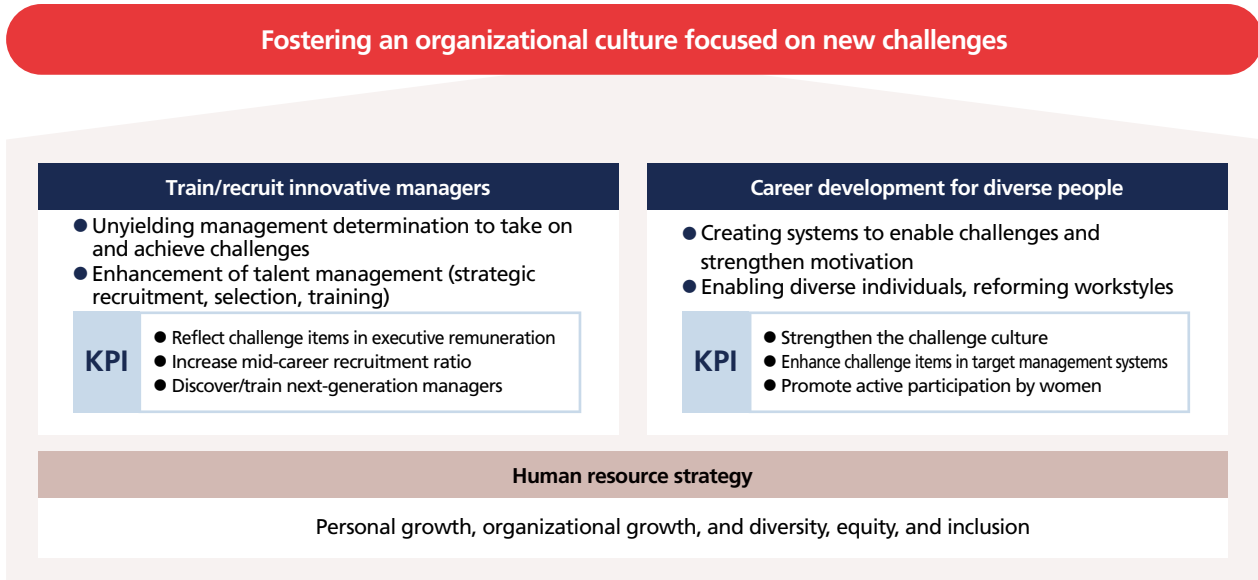 Fostering an organizational culture focused on new challenges
Train/recruit innovative managers
● Unyielding management determination to take on
and achieve challenges
● Enhancement of talent management (strategic
recruitment, selection, training)
KPI
● Reflect challenge items in executive remuneration
● Increase mid-career recruitment ratio
● Discover/train next-generation managers
Career development for diverse people
● Creating systems to enable challenges and
strengthen motivation
● Enabling diverse individuals, reforming workstyles
KPI
● Strengthen the challenge culture
● Enhance challenge items in target management systems
● Promote active participation by women
Human resource strategy
Personal growth, organizational growth, and diversity, equity, and inclusion